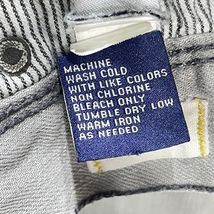 MACHINE
WASH COLD
WITH LIKE COLORS
NON CHLORINE
BLEACH ONLY
TUMBLE DRY LOW
WARM IRON
AS NEEDED